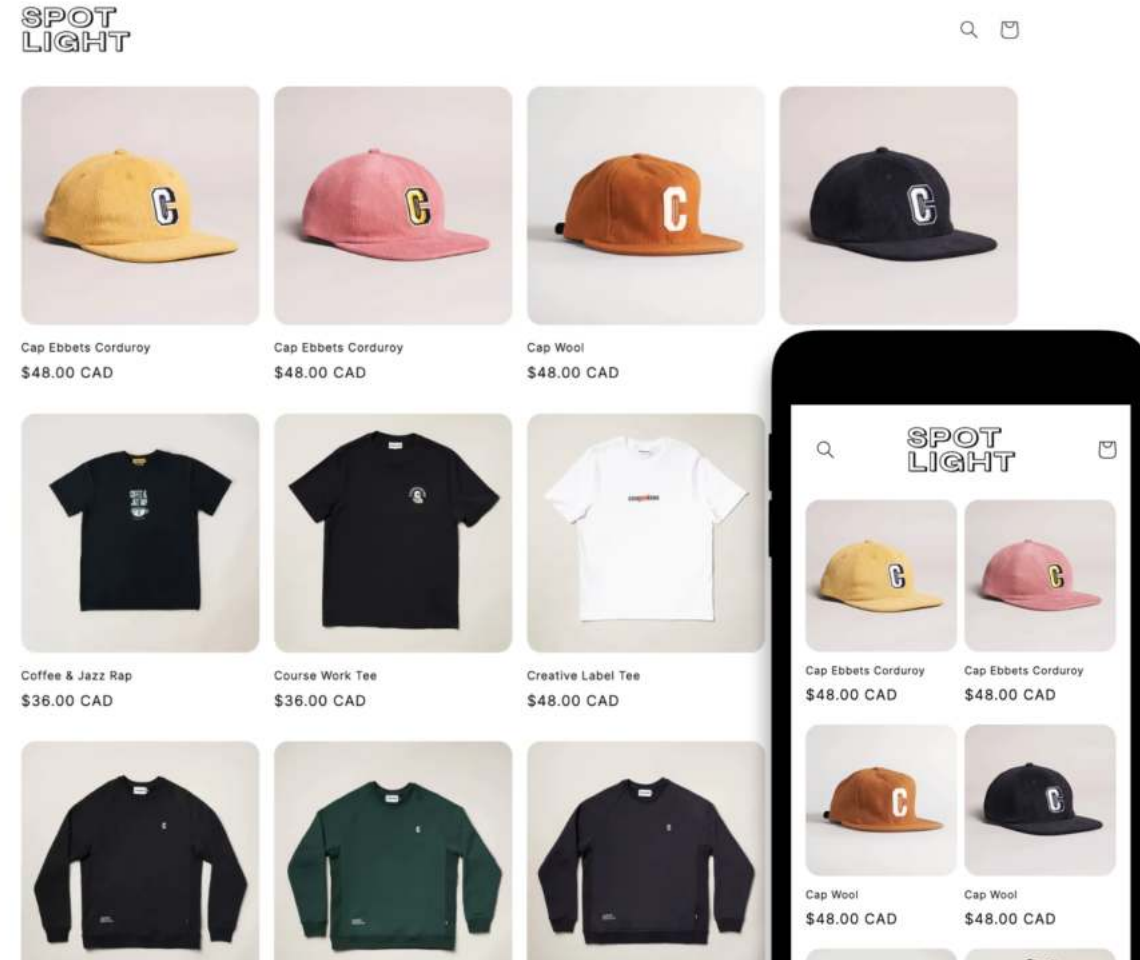 SPOT
LIGHT
C
C
C
C
Cap Ebbets Corduroy
$48.00 CAD
Cap Ebbets Corduroy
$48.00 CAD
Cap Wool
$48.00 CAD
COFFEE &
JAZZ RAP
Coffee & Jazz Rap
$36.00 CAD
Course Work Tee
$36.00 CAD
Creative Label Tee
$48.00 CAD
SPOT
LIGHT
C
C
Cap Ebbets Corduroy
$48.00 CAD
Cap Ebbets Corduroy
$48.00 CAD
C
C
Cap Wool
$48.00 CAD
Cap Wool
$48.00 CAD